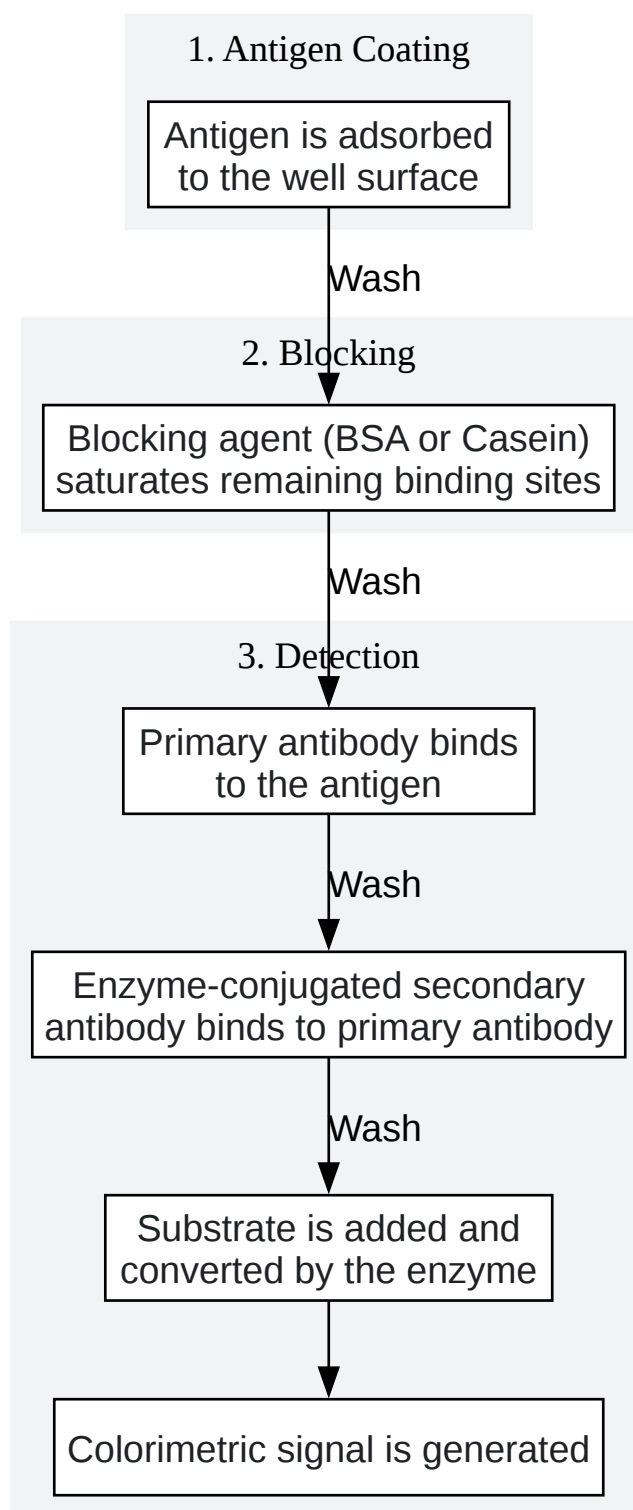 1. Antigen Coating
Antigen is adsorbed
to the well surface
Wash
2. Blocking
Blocking agent (BSA or Casein)
saturates remaining binding sites
Wash
3. Detection
Primary antibody binds
to the antigen
Wash
Enzyme-conjugated secondary
antibody binds to primary antibody
Wash
Substrate is added and
converted by the enzyme
Colorimetric signal is generated